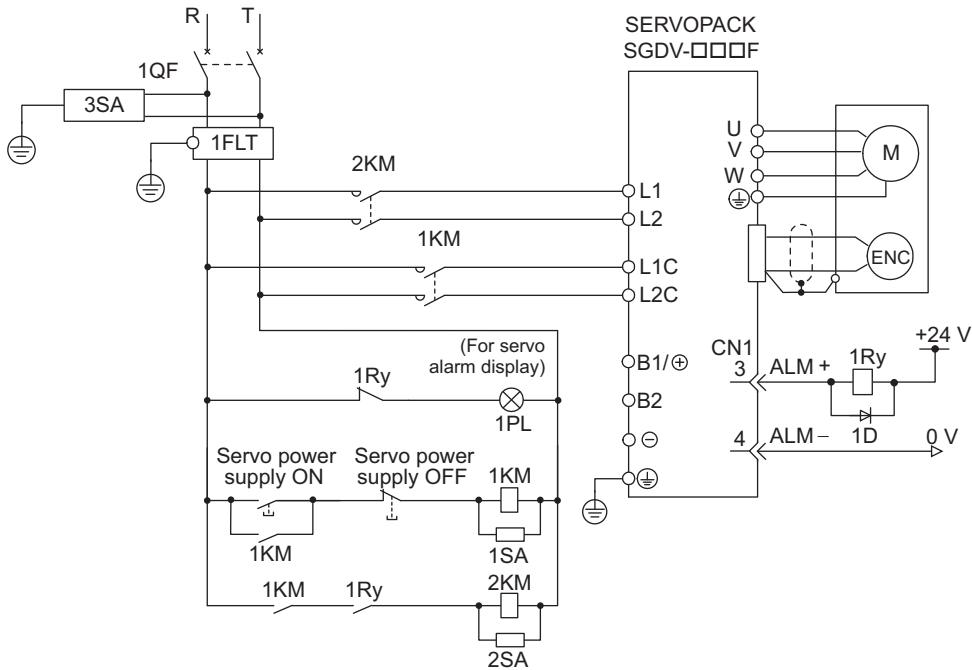 R
T
SERVOPACK
SGDV-□□□F
1QF
3SA
1FLT
U
V
W
M
2KM
L1
L2
1KM
ENC
L1C
L2C
+24 V
(For servo
alarm display)
CN1
1Ry
B1/⊕
3
ALM +
1Ry
1PL
B2
1D
⊖
4
ALM −
0 V
Servo power
supply ON
Servo power
supply OFF
1KM
1KM
1SA
1KM
1Ry
2KM
2SA